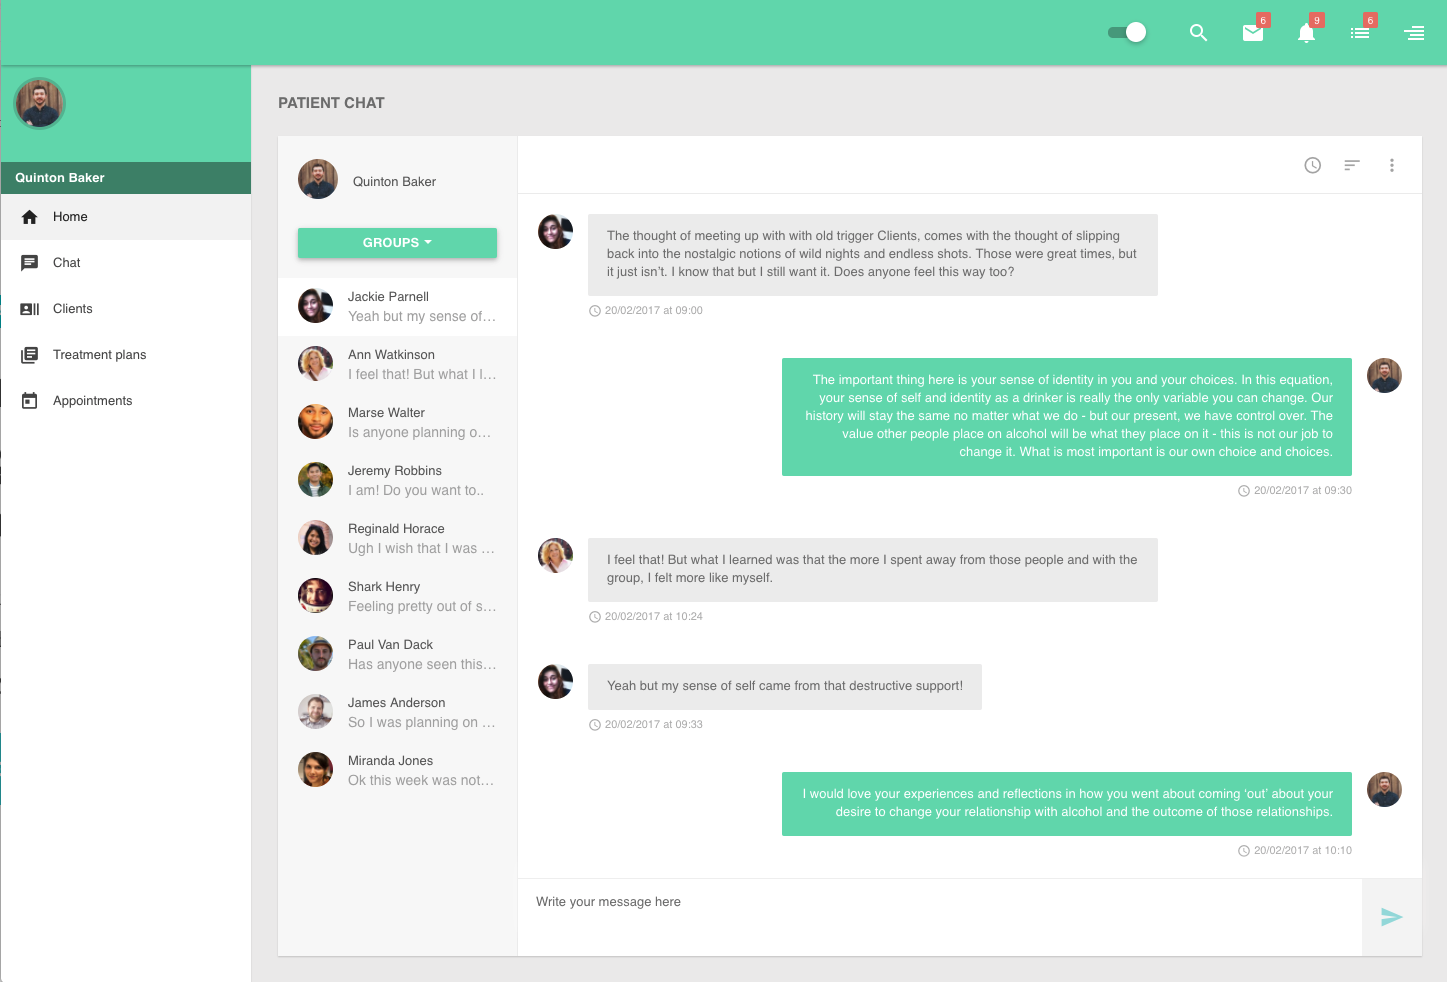 6
9
6
PATIENT CHAT
Quinton Baker
Home
Chat
Clients
Treatment plans
Appointments
Quinton Baker
GROUPS
Jackie Parnell
Yeah but my sense of...
Ann Watkinson
I feel that! But what I l...
Marse Walter
Is anyone planning o...
Jeremy Robbins
I am! Do you want to..
Reginald Horace
Ugh I wish that I was ...
Shark Henry
Feeling pretty out of s...
Paul Van Dack
Has anyone seen this...
James Anderson
So I was planning on ...
Miranda Jones
Ok this week was not...
The thought of meeting up with with old trigger Clients, comes with the thought of slipping
back into the nostalgic notions of wild nights and endless shots. Those were great times, but
it just isn't. I know that but I still want it. Does anyone feel this way too?
20/02/2017 at 09:00
The important thing here is your sense of identity in you and your choices. In this equation,
your sense of self and identity as a drinker is really the only variable you can change. Our
history will stay the same no matter what we do - but our present, we have control over. The
value other people place on alcohol will be what they place on it - this is not our job to
change it. What is most important is our own choice and choices.
20/02/2017 at 09:30
I feel that! But what I learned was that the more I spent away from those people and with the
group, I felt more like myself.
20/02/2017 at 10:24
Yeah but my sense of self came from that destructive support!
20/02/2017 at 09:33
I would love your experiences and reflections in how you went about coming ‘out’ about your
desire to change your relationship with alcohol and the outcome of those relationships.
20/02/2017 at 10:10
Write your message here